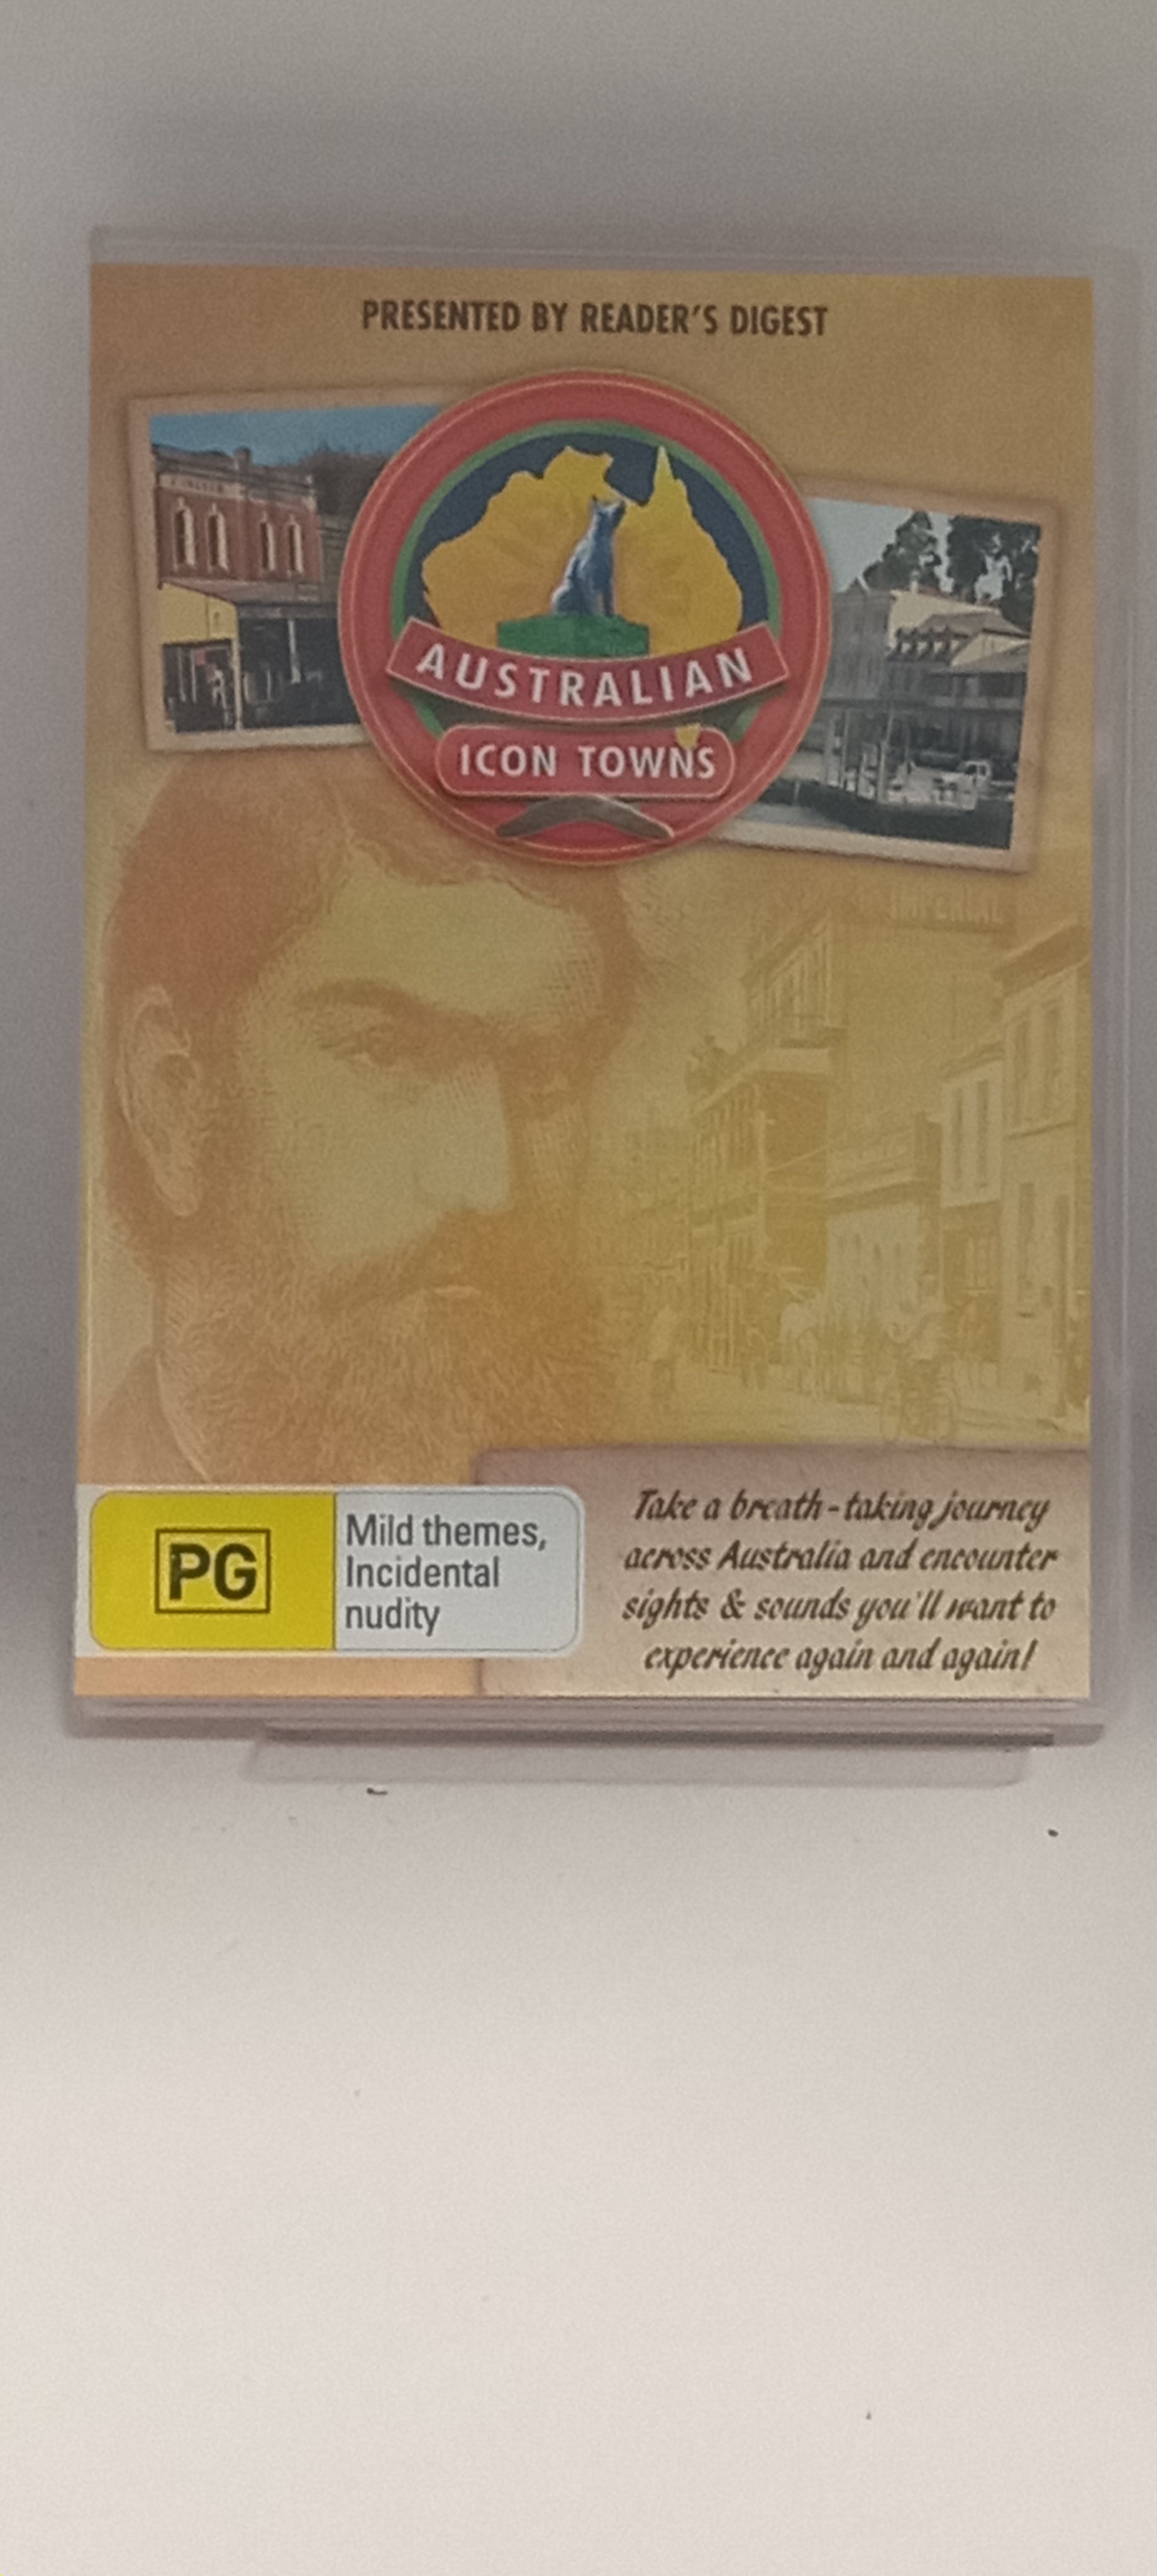 PRESENTED BY READER'S DIGEST
AUSTRALIAN
ICON TOWNS
IMPERIAL
PG
Mild themes,
Incidental
nudity
Take a breath-taking journey
across Australia and encounter
sights & sounds you'll want to
experience again and again!